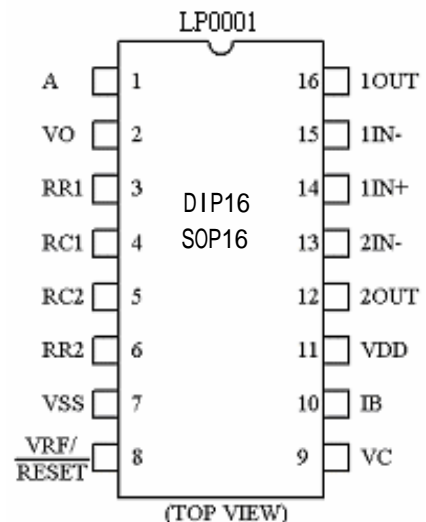 LP0001
A 1 16 1OUT
VO 2 15 1IN-
RR1 3 14 1IN+
DIP16
SOP16
RC1 4 13 2IN-
RC2 5 12 2OUT
RR2 6 11 VDD
VSS 7 10 IB
VRF/
RESET 8 9 VC
(TOP VIEW)